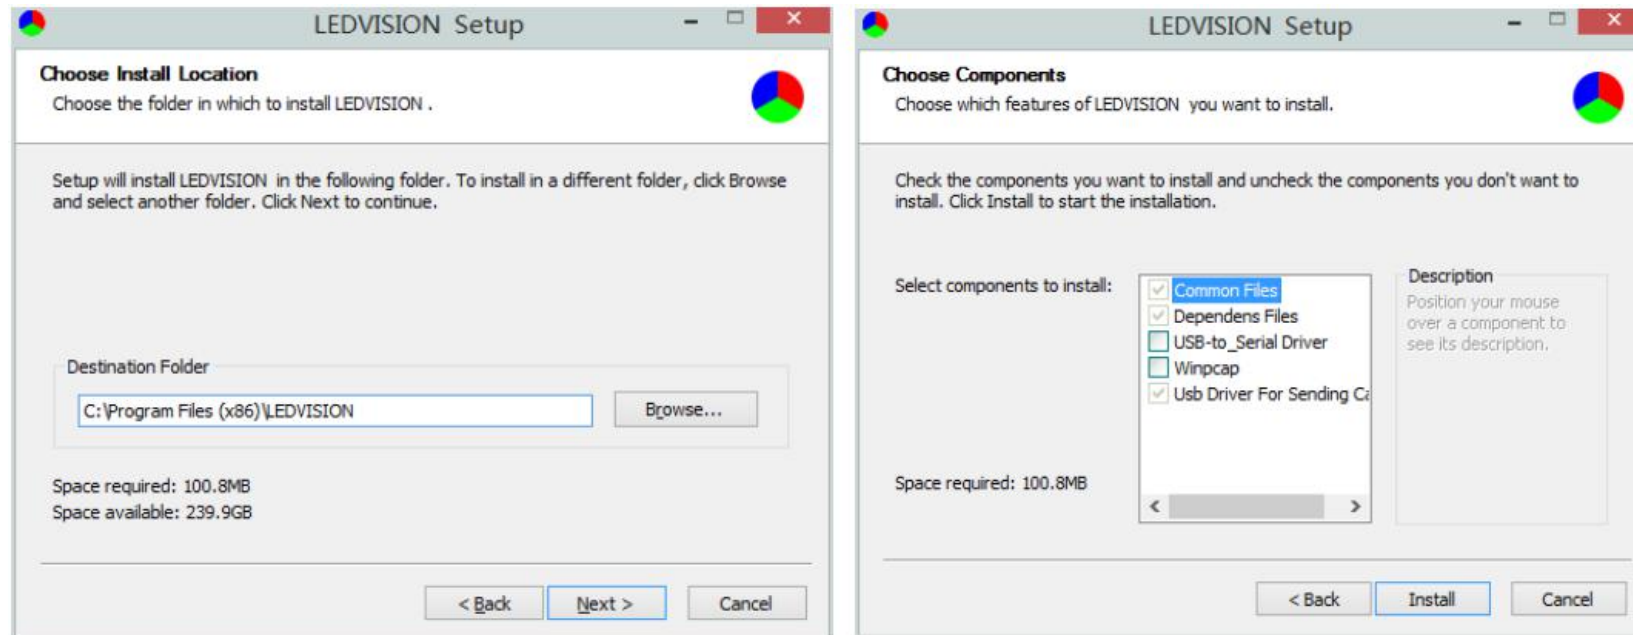 LEDVISION Setup
Choose Install Location
Choose the folder in which to install LEDVISION .
Setup will install LEDVISION in the following folder. To install in a different folder, click Browse
and select another folder. Click Next to continue.
Destination Folder
C:\Program Files (x86)\LEDVISION
Browse...
Space required: 100.8MB
Space available: 239.9GB
< Back
Next >
Cancel
LEDVISION Setup
Choose Components
Choose which features of LEDVISION you want to install.
Check the components you want to install and uncheck the components you don't want to
install. Click Install to start the installation.
Select components to install:
Common Files
Dependens Files
USB-to_Serial Driver
Winpcap
Usb Driver For Sending Ca
Description
Position your mouse
over a component to
see its description.
Space required: 100.8MB
< Back
Install
Cancel